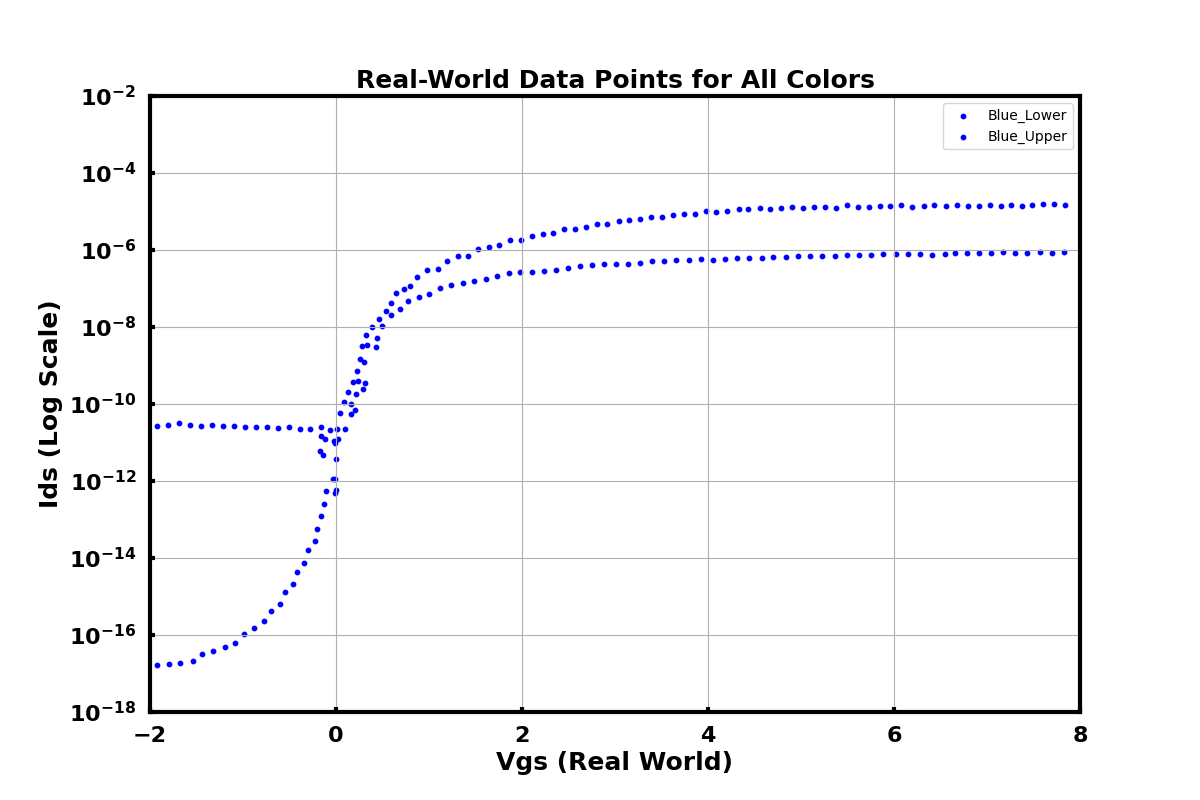 Real-World Data Points for All Colors
Blue_Lower
Blue_Upper
10⁻²
10⁻⁴
10⁻⁶
10⁻⁸
10⁻¹⁰
10⁻¹²
10⁻¹⁴
10⁻¹⁶
10⁻¹⁸
Ids (Log Scale)
−2 0 2 4 6 8
Vgs (Real World)